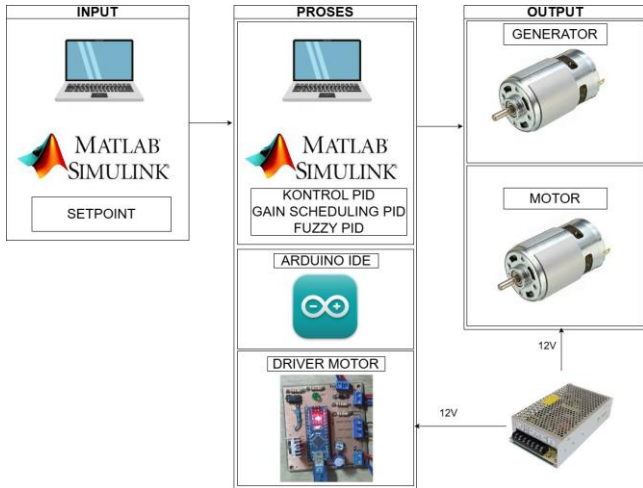 INPUT
MATLAB
SIMULINK®
SETPOINT
PROSES
MATLAB
SIMULINK®
KONTROL PID
GAIN SCHEDULING PID
FUZZY PID
ARDUINO IDE
DRIVER MOTOR
OUTPUT
GENERATOR
MOTOR
12V
12V